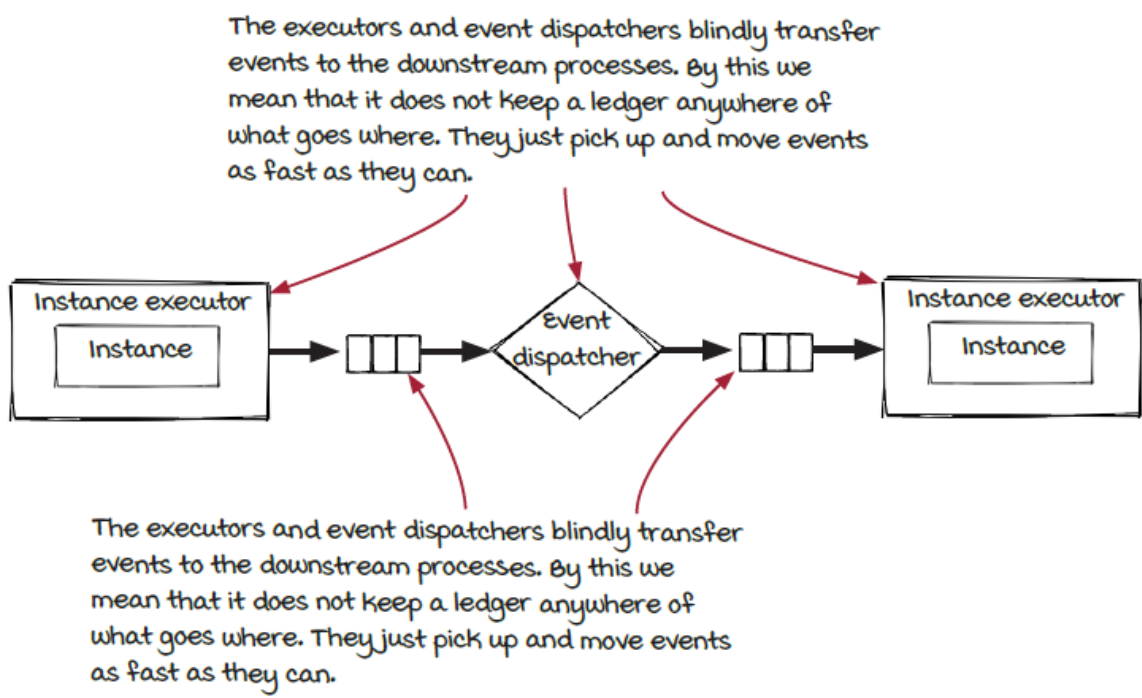 The executors and event dispatchers blindly transfer
events to the downstream processes. By this we
mean that it does not keep a ledger anywhere of
what goes where. They just pick up and move events
as fast as they can.
Instance executor
Instance
Event
dispatcher
Instance executor
Instance
The executors and event dispatchers blindly transfer
events to the downstream processes. By this we
mean that it does not keep a ledger anywhere of
what goes where. They just pick up and move events
as fast as they can.